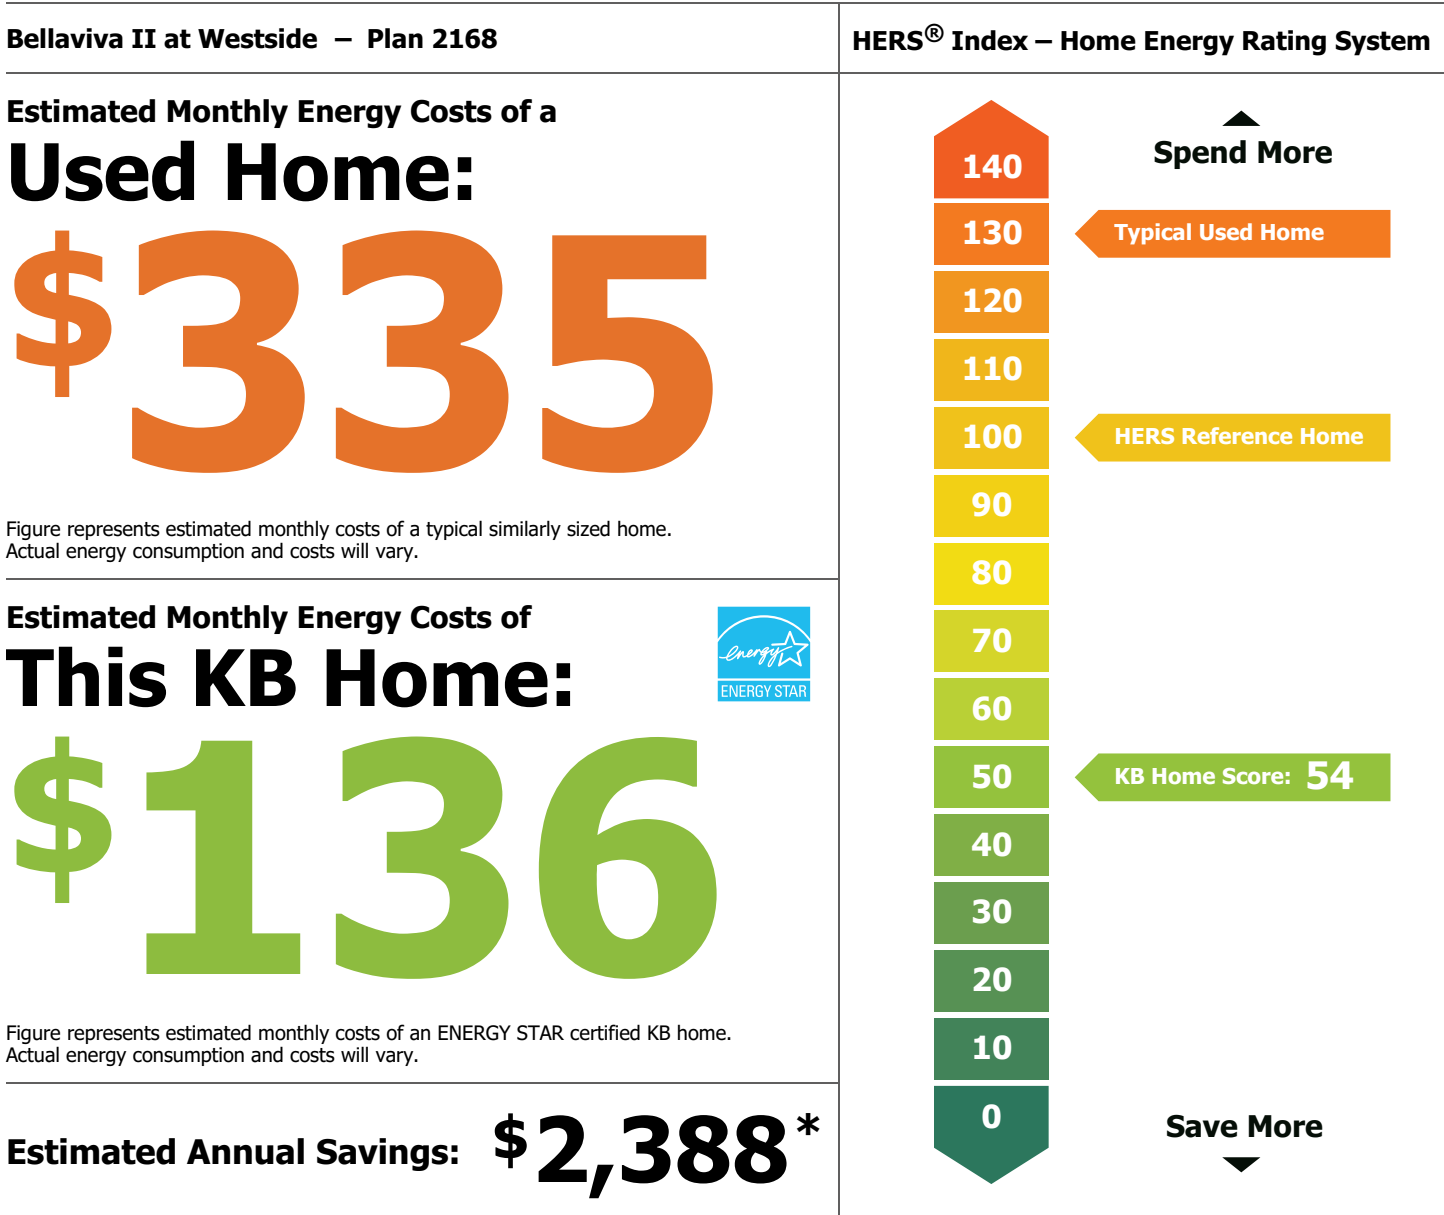 Bellaviva II at Westside – Plan 2168
Estimated Monthly Energy Costs of a
Used Home:
$335
Figure represents estimated monthly costs of a typical similarly sized home.
Actual energy consumption and costs will vary.
Estimated Monthly Energy Costs of
This KB Home:
energy
ENERGY STAR
$136
Figure represents estimated monthly costs of an ENERGY STAR certified KB home.
Actual energy consumption and costs will vary.
Estimated Annual Savings: $2,388*
HERS® Index – Home Energy Rating System
Spend More
140
130 Typical Used Home
120
110
100 HERS Reference Home
90
80
70
60
50 KB Home Score: 54
40
30
20
10
0
Save More